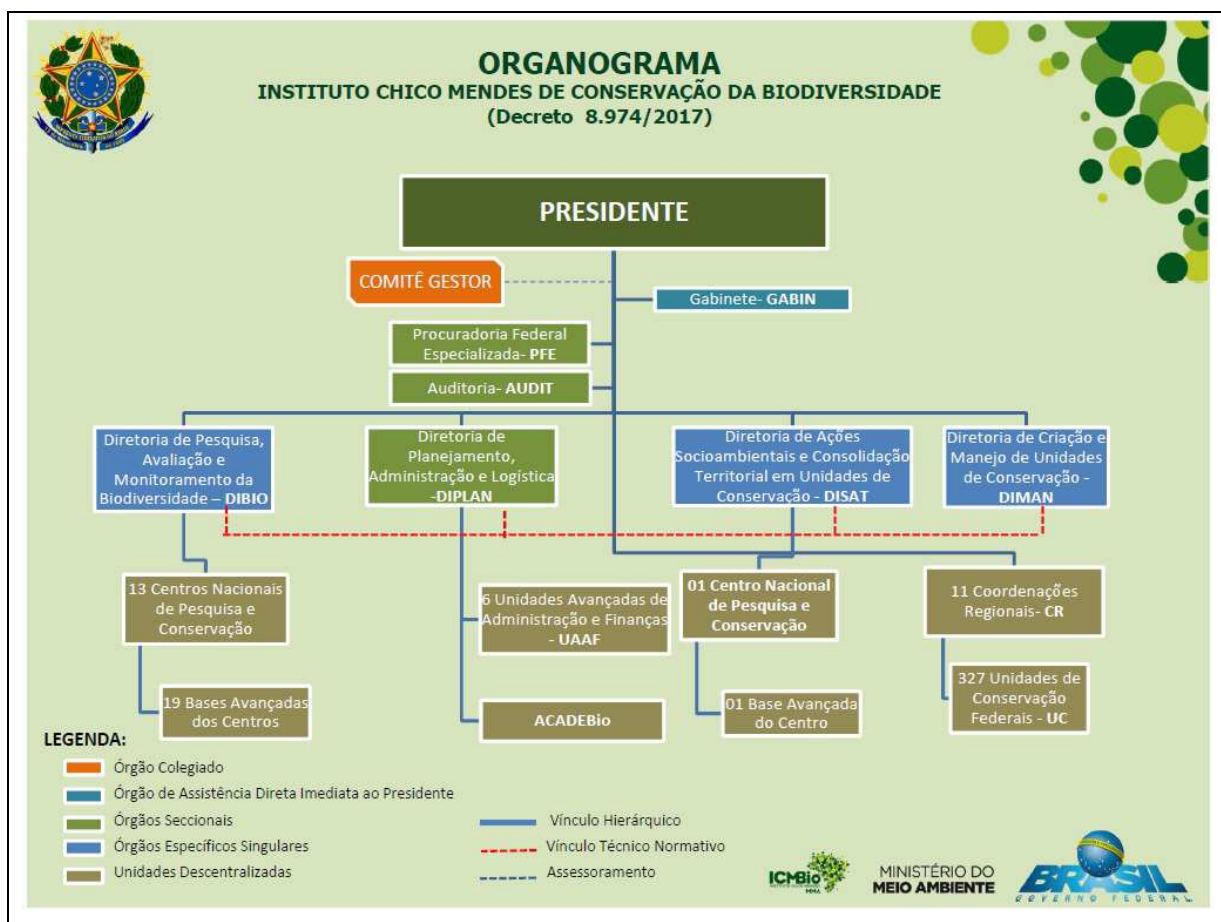 ORGANOGRAMA
INSTITUTO CHICO MENDES DE CONSERVAÇÃO DA BIODIVERSIDADE
(Decreto 8.974/2017)
PRESIDENTE
COMITÊ GESTOR
Gabinete- GABIN
Procuradoria Federal
Especializada- PFE
Auditoria- AUDIT
Diretoria de Pesquisa,
Avaliação e
Monitoramento da
Biodiversidade – DIBIO
Diretoria de
Planejamento,
Administração e Logística
-DIPLAN
Diretoria de Ações
Socioambientais e Consolidação
Territorial em Unidades de
Conservação - DISAT
Diretoria de Criação e
Manejo de Unidades
de Conservação -
DIMAN
13 Centros Nacionais
de Pesquisa e
Conservação
6 Unidades Avançadas de
Administração e Finanças
- UAAF
01 Centro Nacional
de Pesquisa e
Conservação
11 Coordenações
Regionais- CR
19 Bases Avançadas
dos Centros
ACADEBio
01 Base Avançada
do Centro
327 Unidades de
Conservação
Federais - UC
LEGENDA:
Órgão Colegiado
Órgão de Assistência Direta Imediata ao Presidente
Órgãos Seccionais
Órgãos Específicos Singulares
Unidades Descentralizadas
Vínculo Hierárquico
Vínculo Técnico Normativo
Assessoramento
ICMBio
MMA
MINISTÉRIO DO
MEIO AMBIENTE
BRASIL
GOVERNO FEDERAL